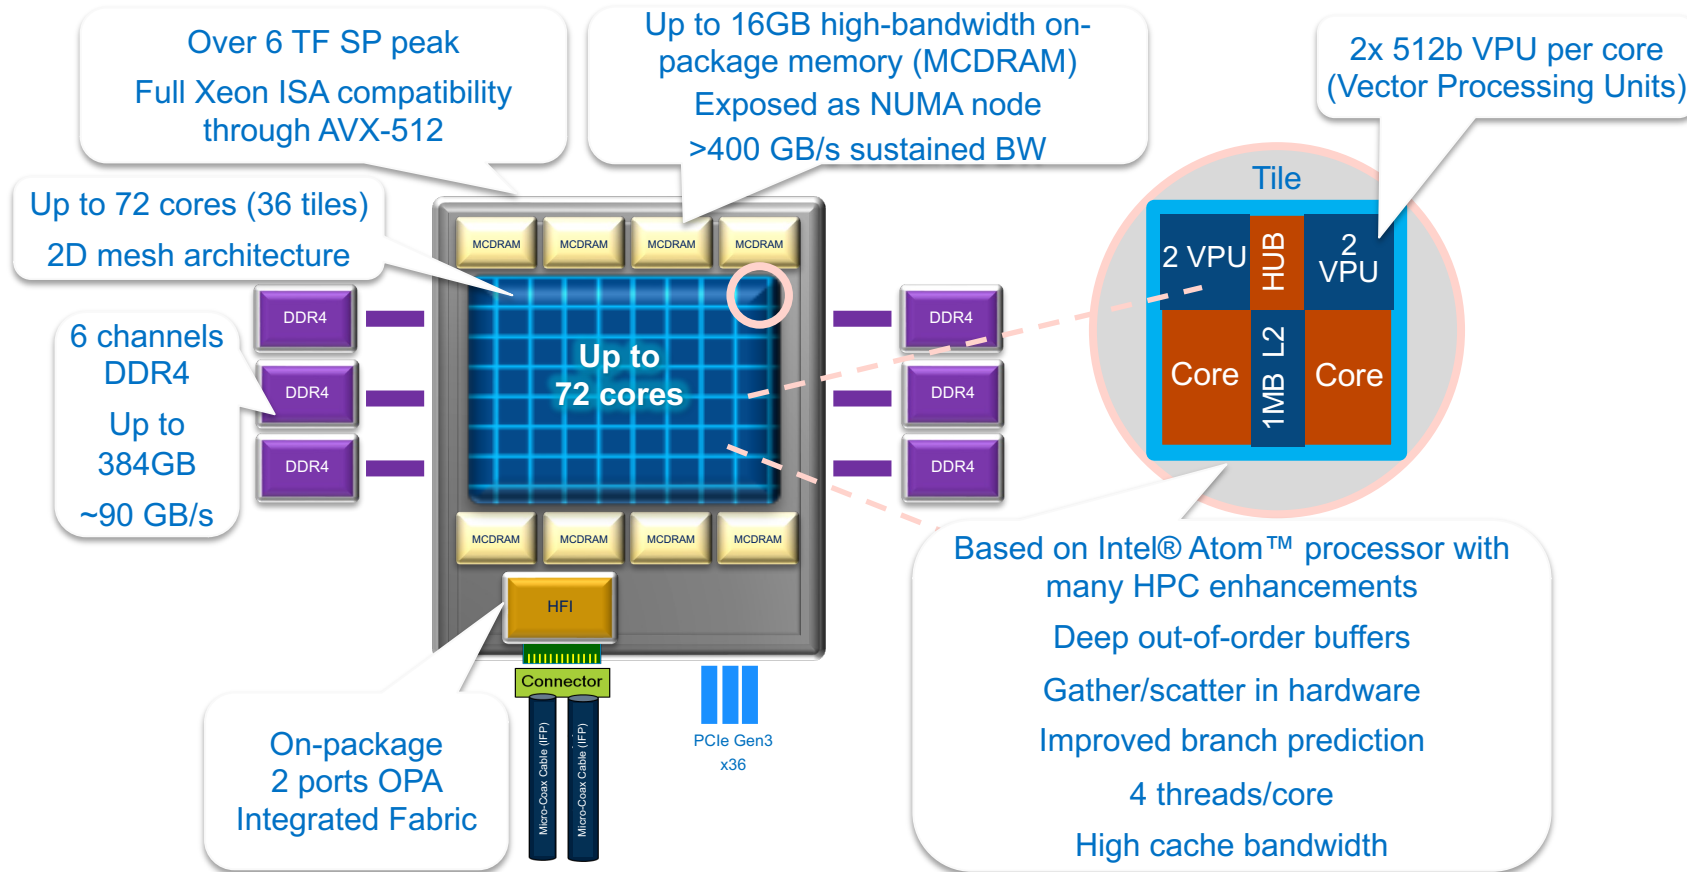 Over 6 TF SP peak
Full Xeon ISA compatibility
through AVX-512
Up to 16GB high-bandwidth on-
package memory (MCDRAM)
Exposed as NUMA node
>400 GB/s sustained BW
2x 512b VPU per core
(Vector Processing Units)
Up to 72 cores (36 tiles)
2D mesh architecture
MCDRAM
MCDRAM
MCDRAM
MCDRAM
Tile
2 VPU
HUB
2
VPU
Core
1MB L2
Core
DDR4
DDR4
DDR4
6 channels
DDR4
Up to
384GB
~90 GB/s
Up to
72 cores
DDR4
DDR4
DDR4
MCDRAM
MCDRAM
MCDRAM
MCDRAM
HFI
Connector
Micro-Coax Cable (IFP)
Micro-Coax Cable (IFP)
PCIe Gen3
x36
On-package
2 ports OPA
Integrated Fabric
Based on Intel® Atom™ processor with
many HPC enhancements
Deep out-of-order buffers
Gather/scatter in hardware
Improved branch prediction
4 threads/core
High cache bandwidth